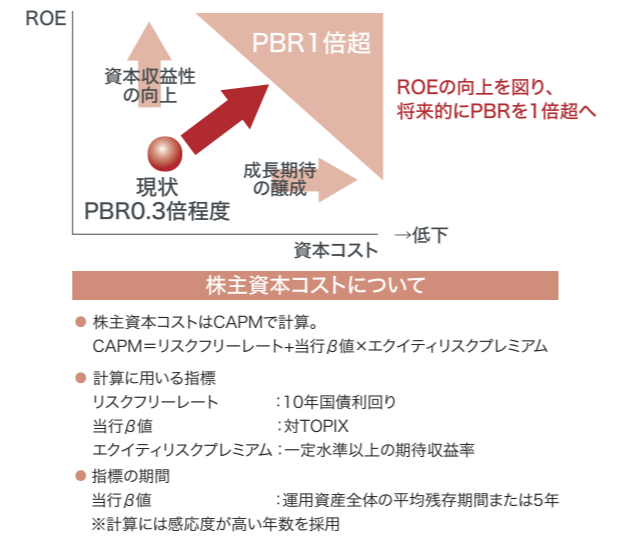 ROE
PBR1倍超
資本収益性
の向上
ROEの向上を図り、
将来的にPBRを1倍超へ
成長期待
の醸成
現状
PBR0.3倍程度
資本コスト
→低下
株主資本コストについて
● 株主資本コストはCAPMで計算。
CAPM＝リスクフリーレート+当行β値×エクイティリスクプレミアム
● 計算に用いる指標
リスクフリーレート ：10年国債利回り
当行β値 ：対TOPIX
エクイティリスクプレミアム：一定水準以上の期待収益率
● 指標の期間
当行β値 ：運用資産全体の平均残存期間または5年
※計算には感応度が高い年数を採用